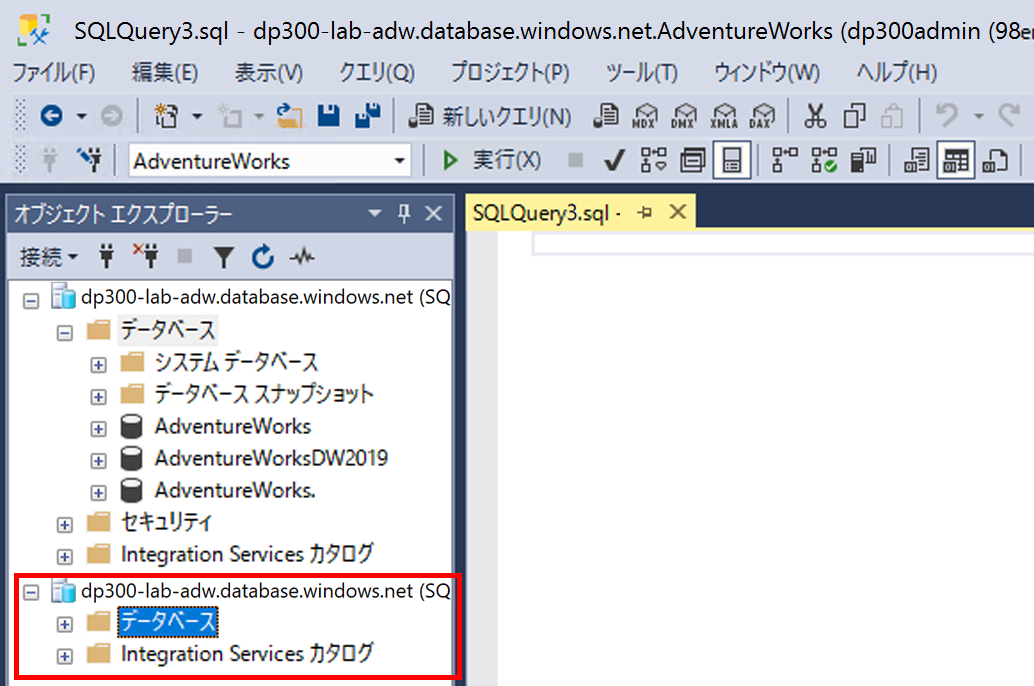 SQLQuery3.sql - dp300-lab-adw.database.windows.net.AdventureWorks (dp300admin (98er
ファイル(F) 編集(E) 表示(V) クエリ(Q) プロジェクト(P) ツール(T) ウィンドウ(W) ヘルプ(H)
新しいクエリ(N) MDX DMX XMLA DAX
AdventureWorks 実行(X)
オブジェクト エクスプローラー
SQLQuery3.sql -
接続
dp300-lab-adw.database.windows.net (SQ
データベース
システム データベース
データベース スナップショット
AdventureWorks
AdventureWorksDW2019
AdventureWorks.
セキュリティ
Integration Services カタログ
dp300-lab-adw.database.windows.net (SQ
データベース
Integration Services カタログ